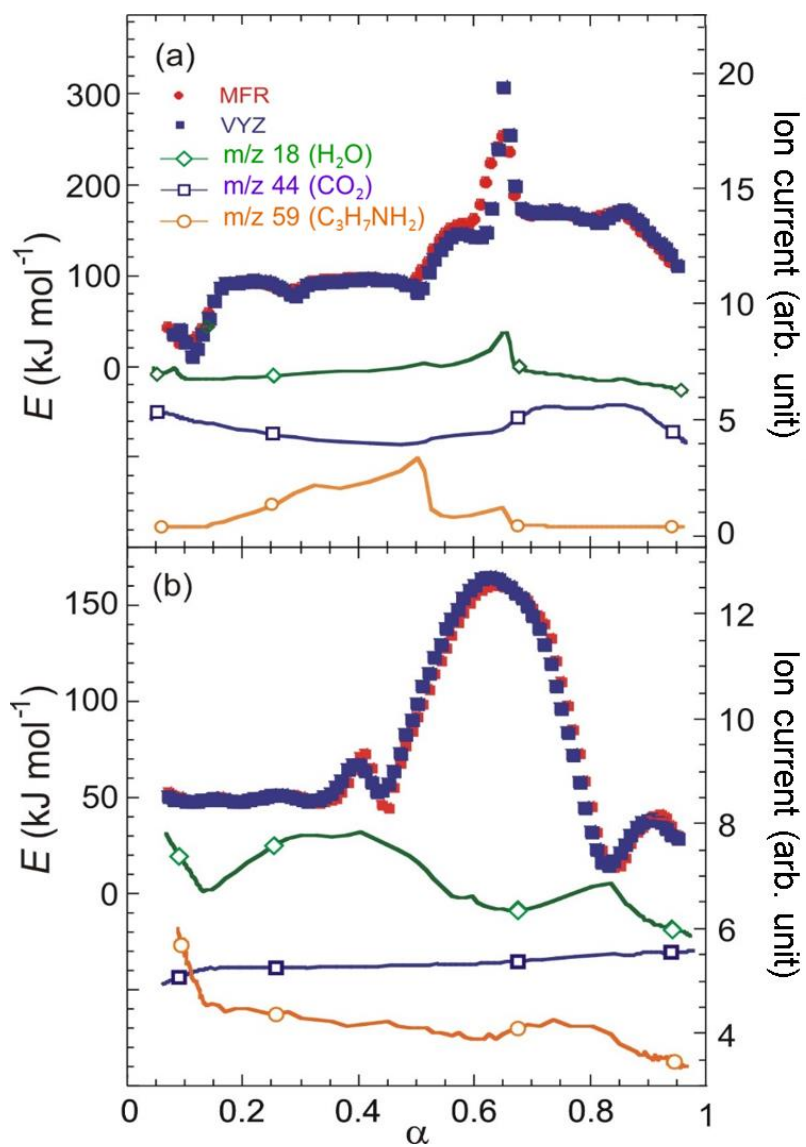 (a)
MFR
VYZ
m/z 18 (H₂O)
m/z 44 (CO₂)
m/z 59 (C₃H₇NH₂)
300
200
100
0
E (kJ mol⁻¹)
20
15
10
5
0
Ion current (arb. unit)
(b)
150
100
50
0
E (kJ mol⁻¹)
12
10
8
6
4
Ion current (arb. unit)
0 0.2 0.4 0.6 0.8 1
α